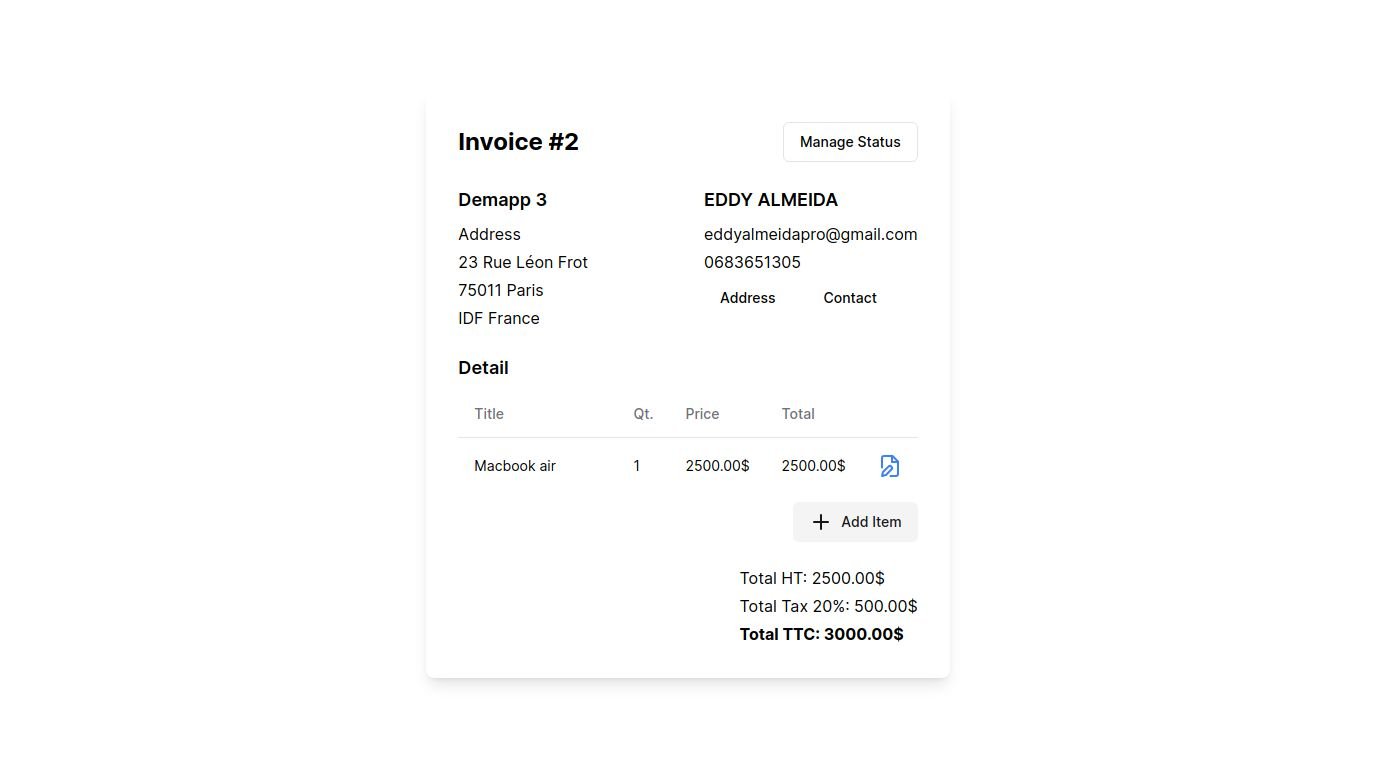 Invoice #2
Manage Status
Demapp 3
Address
23 Rue Léon Frot
75011 Paris
IDF France
EDDY ALMEIDA
eddyalmeidapro@gmail.com
0683651305
Address Contact
Detail
Title Qt. Price Total
Macbook air 1 2500.00$ 2500.00$
Add Item
Total HT: 2500.00$
Total Tax 20%: 500.00$
Total TTC: 3000.00$